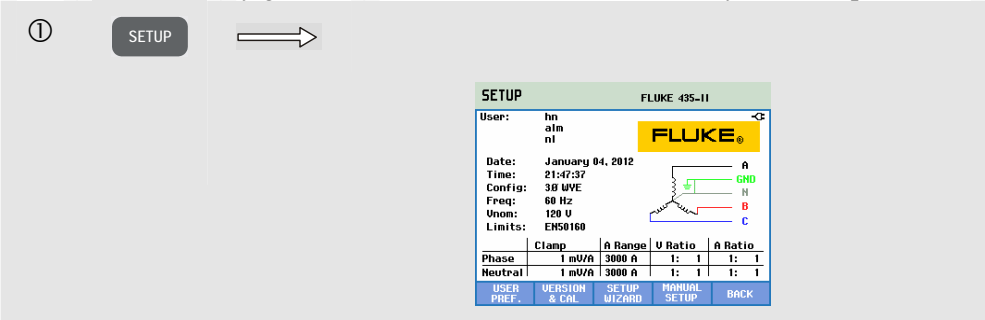 ①
SETUP
SETUP FLUKE 435-II
User: hn
alm
nl
FLUKE®
Date: January 04, 2012
Time: 21:47:37
Config: 3Ø WYE
Freq: 60 Hz
Vnom: 120 V
Limits: EN50160
A
GND
N
B
C
Clamp A Range V Ratio A Ratio
Phase 1 mV/A 3000 A 1: 1 1: 1
Neutral 1 mV/A 3000 A 1: 1 1: 1
USER PREF. VERSION & CAL SETUP WIZARD MANUAL SETUP BACK